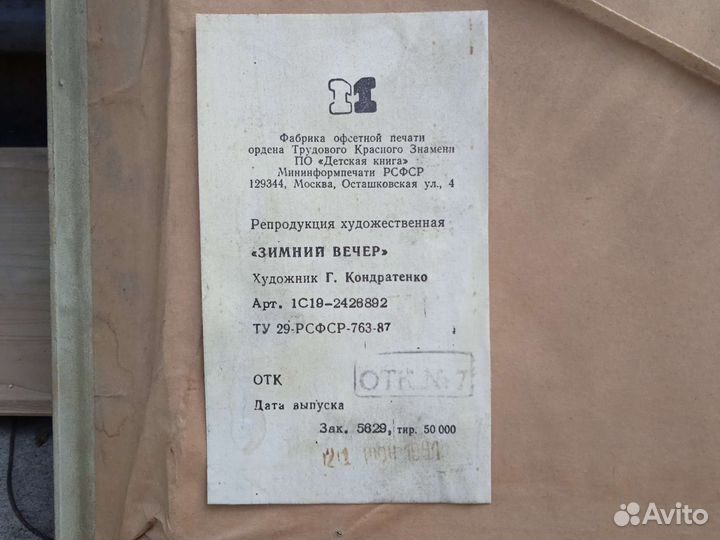 Фабрика офсетной печати
ордена Трудового Красного Знамени
ПО «Детская книга»
Мининформпечати РСФСР
129344, Москва, Осташковская ул., 4
Репродукция художественная
«ЗИМНИЙ ВЕЧЕР»
Художник Г. Кондратенко
Арт. 1С19-2426892
ТУ 29-РСФСР-763-87
ОТК
ОТК № 7
Дата выпуска
Зак. 5629, тир. 50 000
1991
Avito